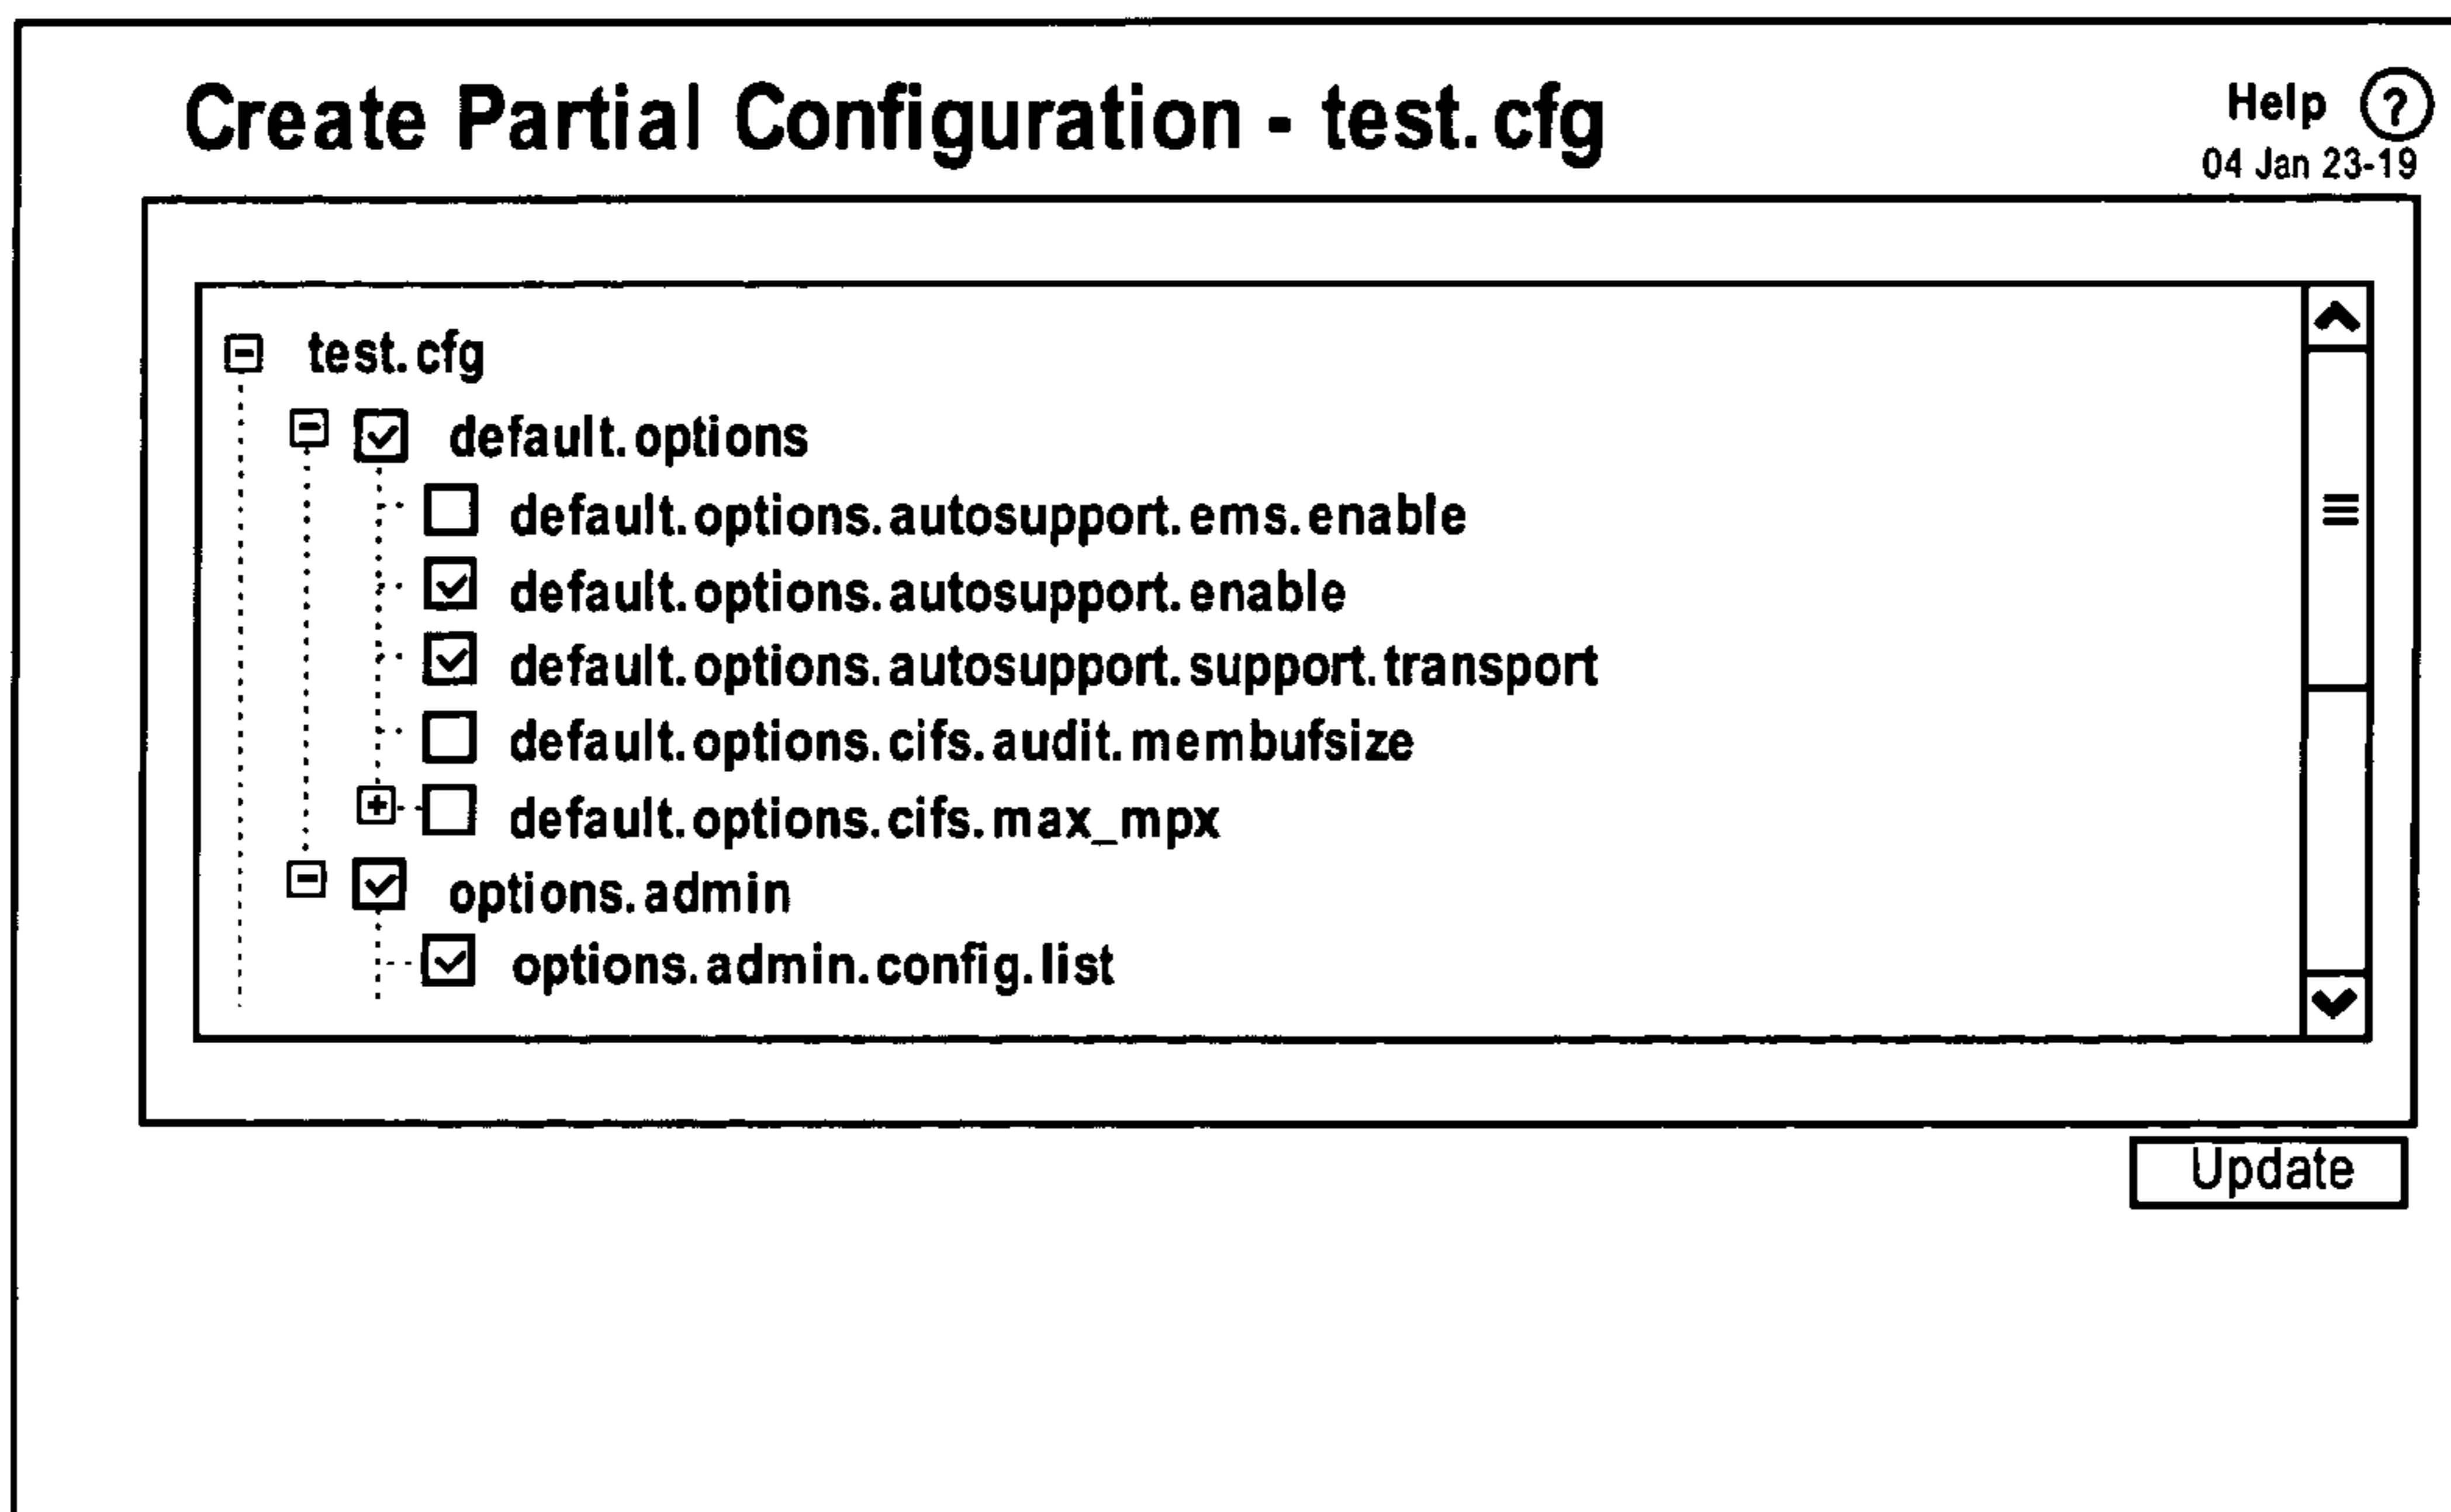 Create Partial Configuration - test.cfg
Help ?
04 Jan 23-19
test.cfg
default.options
default.options.autosupport.ems.enable
default.options.autosupport.enable
default.options.autosupport.support.transport
default.options.cifs.audit.membufsize
default.options.cifs.max_mpx
options.admin
options.admin.config.list
Update